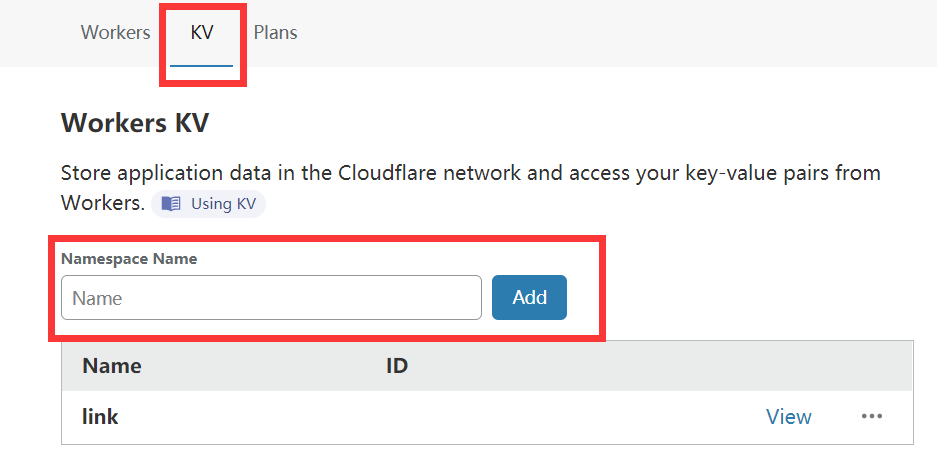 Workers KV Plans
Workers KV
Store application data in the Cloudflare network and access your key-value pairs from
Workers. Using KV
Namespace Name
Name Add
Name ID
link View